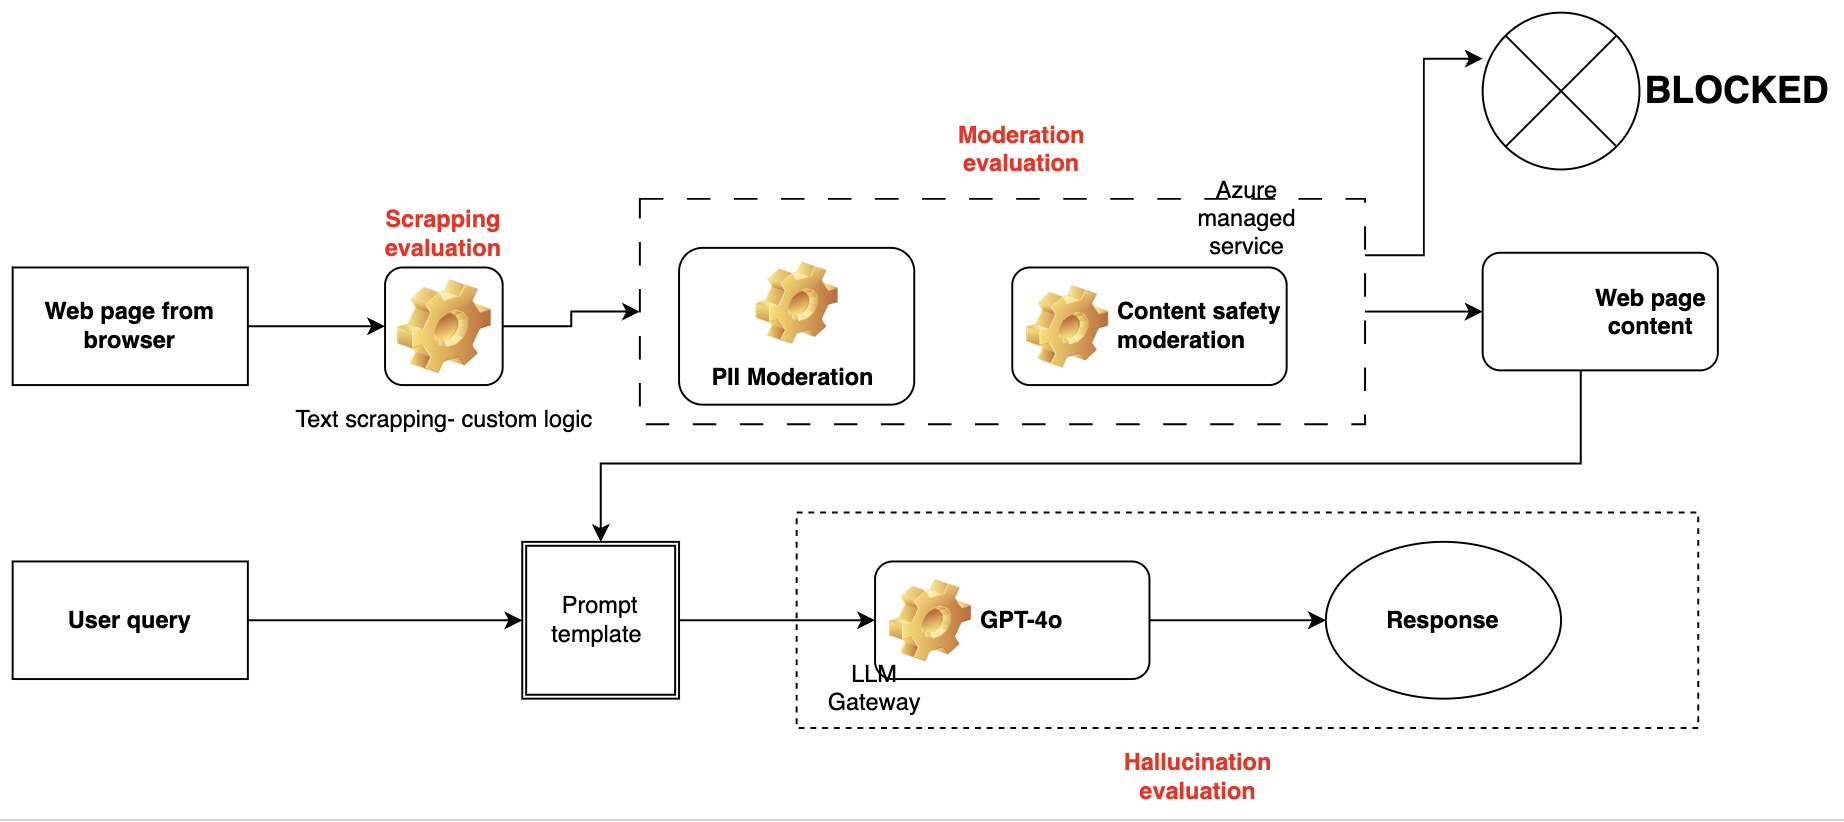 BLOCKED
Moderation
evaluation
Azure
managed
service
Scrapping
evaluation
Web page from
browser
PII Moderation
Content safety
moderation
Web page
content
Text scrapping- custom logic
User query
Prompt
template
GPT-4o
LLM
Gateway
Response
Hallucination
evaluation